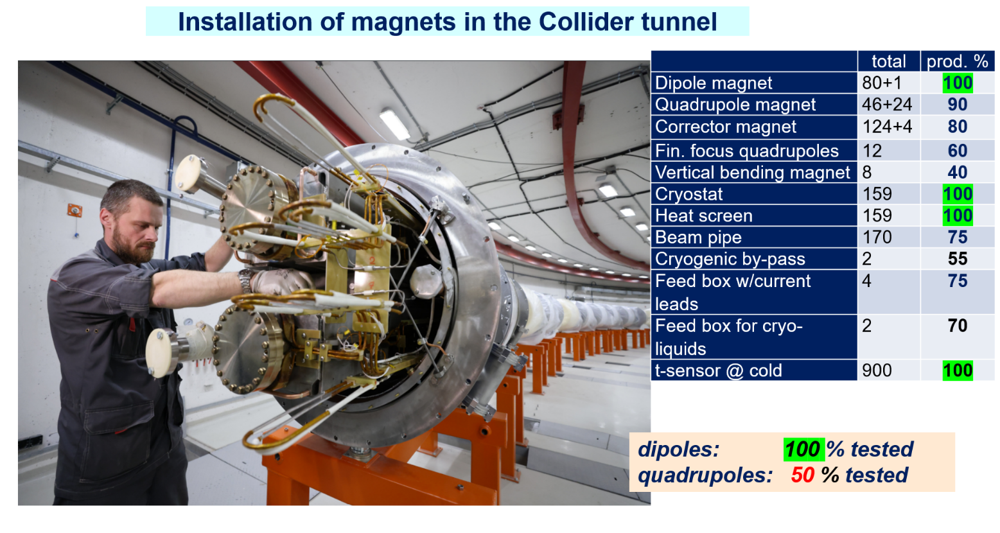 Installation of magnets in the Collider tunnel
total prod. %
Dipole magnet 80+1 100
Quadrupole magnet 46+24 90
Corrector magnet 124+4 80
Fin. focus quadrupoles 12 60
Vertical bending magnet 8 40
Cryostat 159 100
Heat screen 159 100
Beam pipe 170 75
Cryogenic by-pass 2 55
Feed box w/current 4 75
leads
Feed box for cryo- 2 70
liquids
t-sensor @ cold 900 100
dipoles: 100 % tested
quadrupoles: 50 % tested